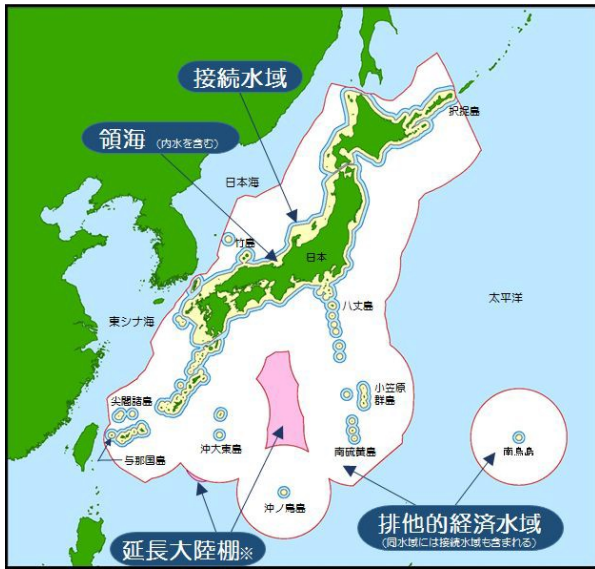 接続水域
択捉島
領海 (内水を含む)
日本海
竹島
日本
太平洋
八丈島
東シナ海
尖閣諸島
小笠原
群島
沖大東島
南硫黄島
南鳥島
与那国島
沖ノ鳥島
延長大陸棚※
排他的経済水域
(同水域には接続水域も含まれる)